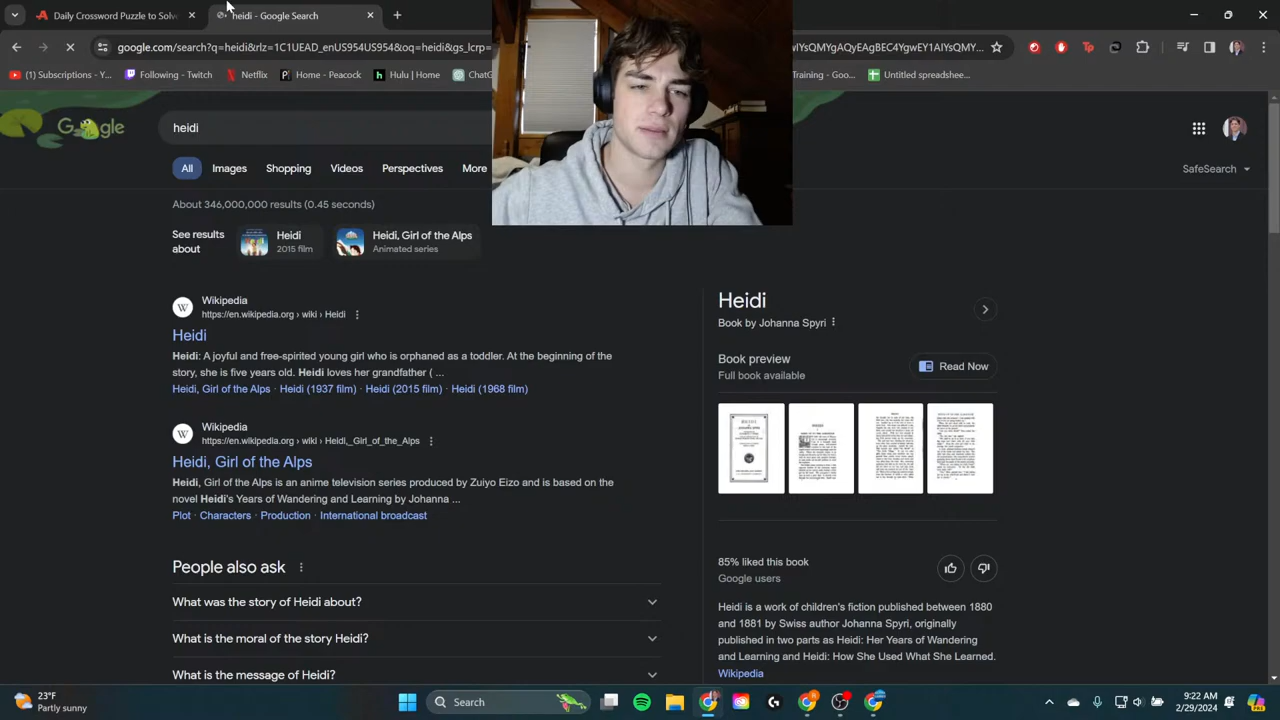 Daily Crossword Puzzle to Solv
heidi - Google Search
google.com/search?q=heidi&rlz=1C1UEAD_enUS954US954&oq=heidi&gs_lcrp=
(1) Subscriptions - Y...
Following - Twitch
Netflix
Home - Peacock
Hulu | Home
Training - Goo...
Untitled spreadshee...
Google
heidi
All
Images
Shopping
Videos
Perspectives
More
SafeSearch
About 346,000,000 results (0.45 seconds)
See results about
Heidi
2015 film
Heidi, Girl of the Alps
Animated series
Wikipedia
https://en.wikipedia.org › wiki › Heidi
Heidi
Heidi: A joyful and free-spirited young girl who is orphaned as a toddler. At the beginning of the
story, she is five years old. Heidi loves her grandfather ( ...
Heidi, Girl of the Alps · Heidi (1937 film) · Heidi (2015 film) · Heidi (1968 film)
Wikipedia
https://en.wikipedia.org › wiki › Heidi,_Girl_of_the_Alps
Heidi, Girl of the Alps
Heidi, Girl of the Alps is an anime television series produced by Zuiyo Eizo and is based on the
novel Heidi's Years of Wandering and Learning by Johanna ...
Plot · Characters · Production · International broadcast
People also ask
What was the story of Heidi about?
What is the moral of the story Heidi?
What is the message of Heidi?
Heidi
Book by Johanna Spyri
Book preview
Full book available
Read Now
85% liked this book
Google users
Heidi is a work of children's fiction published between 1880
and 1881 by Swiss author Johanna Spyri, originally
published in two parts as Heidi: Her Years of Wandering
and Learning and Heidi: How She Used What She Learned.
Wikipedia
23°F
Partly sunny
Search
9:22 AM
2/29/2024